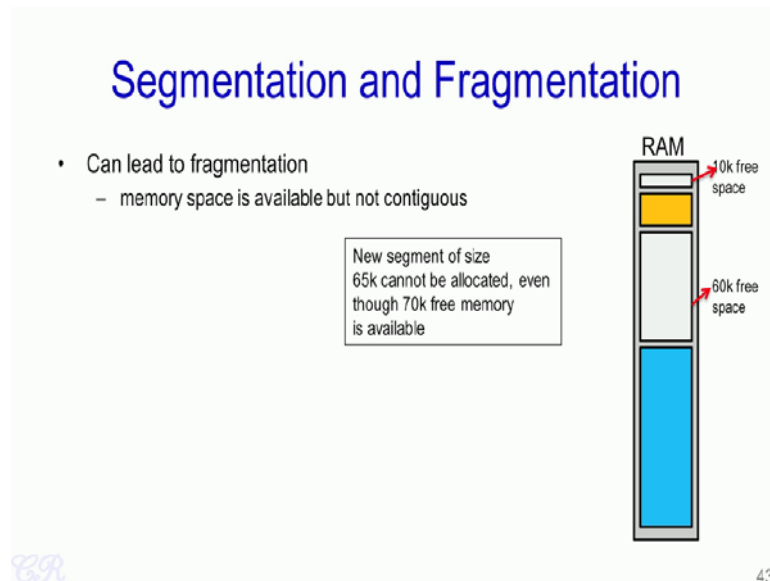 Segmentation and Fragmentation
• Can lead to fragmentation
– memory space is available but not contiguous
New segment of size
65k cannot be allocated, even
though 70k free memory
is available
RAM
10k free
space
60k free
space
CR